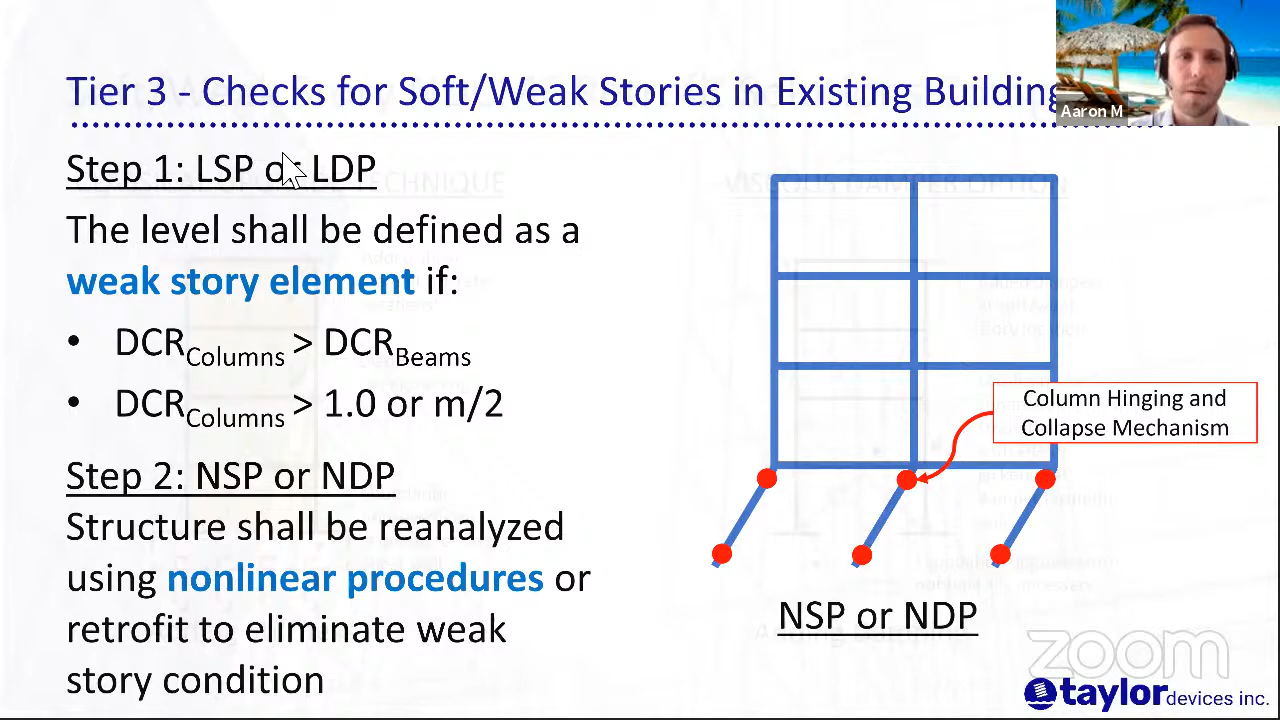 Tier 3 - Checks for Soft/Weak Stories in Existing Building
Aaron M
Step 1: LSP or LDP
The level shall be defined as a
weak story element if:
• DCRColumns > DCRBeams
• DCRColumns > 1.0 or m/2
Step 2: NSP or NDP
Structure shall be reanalyzed
using nonlinear procedures or
retrofit to eliminate weak
story condition
Column Hinging and
Collapse Mechanism
NSP or NDP
zoom
taylor devices inc.
VISCOUS DAMPER OPTION